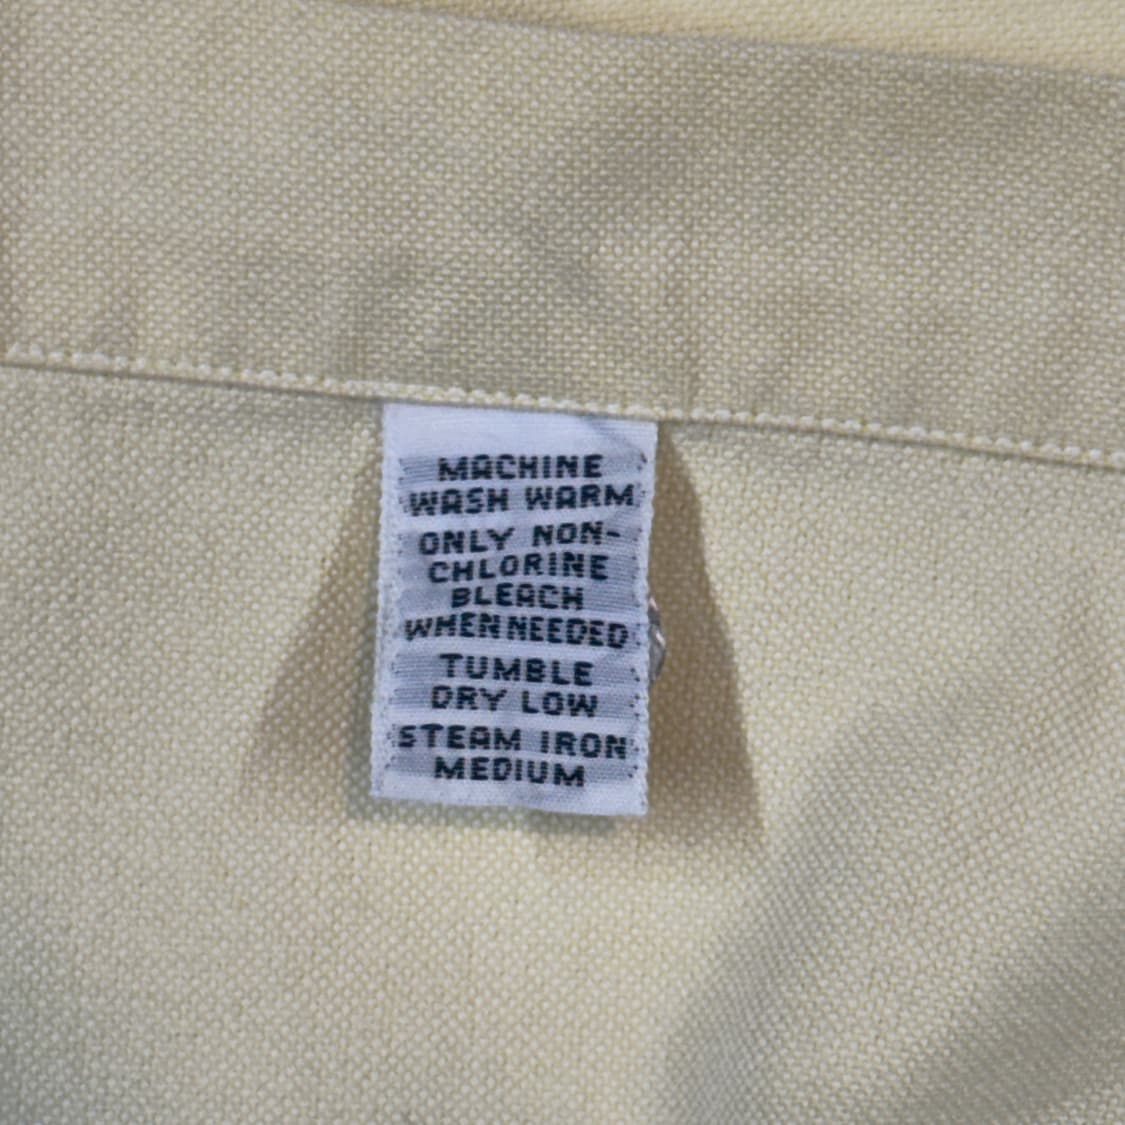 MACHINE
WASH WARM
ONLY NON-
CHLORINE
BLEACH
WHEN NEEDED
TUMBLE
DRY LOW
STEAM IRON
MEDIUM